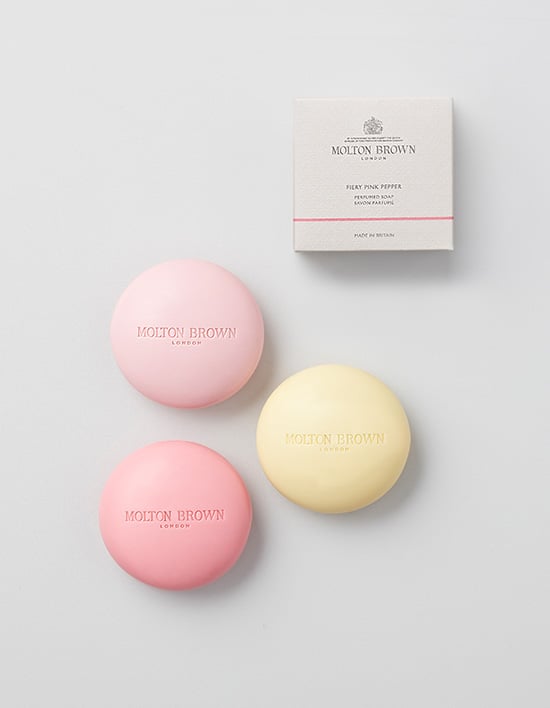 MOLTON BROWN
LONDON
FIERY PINK PEPPER
PERFUMED SOAP
SAVON PARFUMÉ
MADE IN BRITAIN
MOLTON BROWN
LONDON
MOLTON BROWN
LONDON
MOLTON BROWN
LONDON